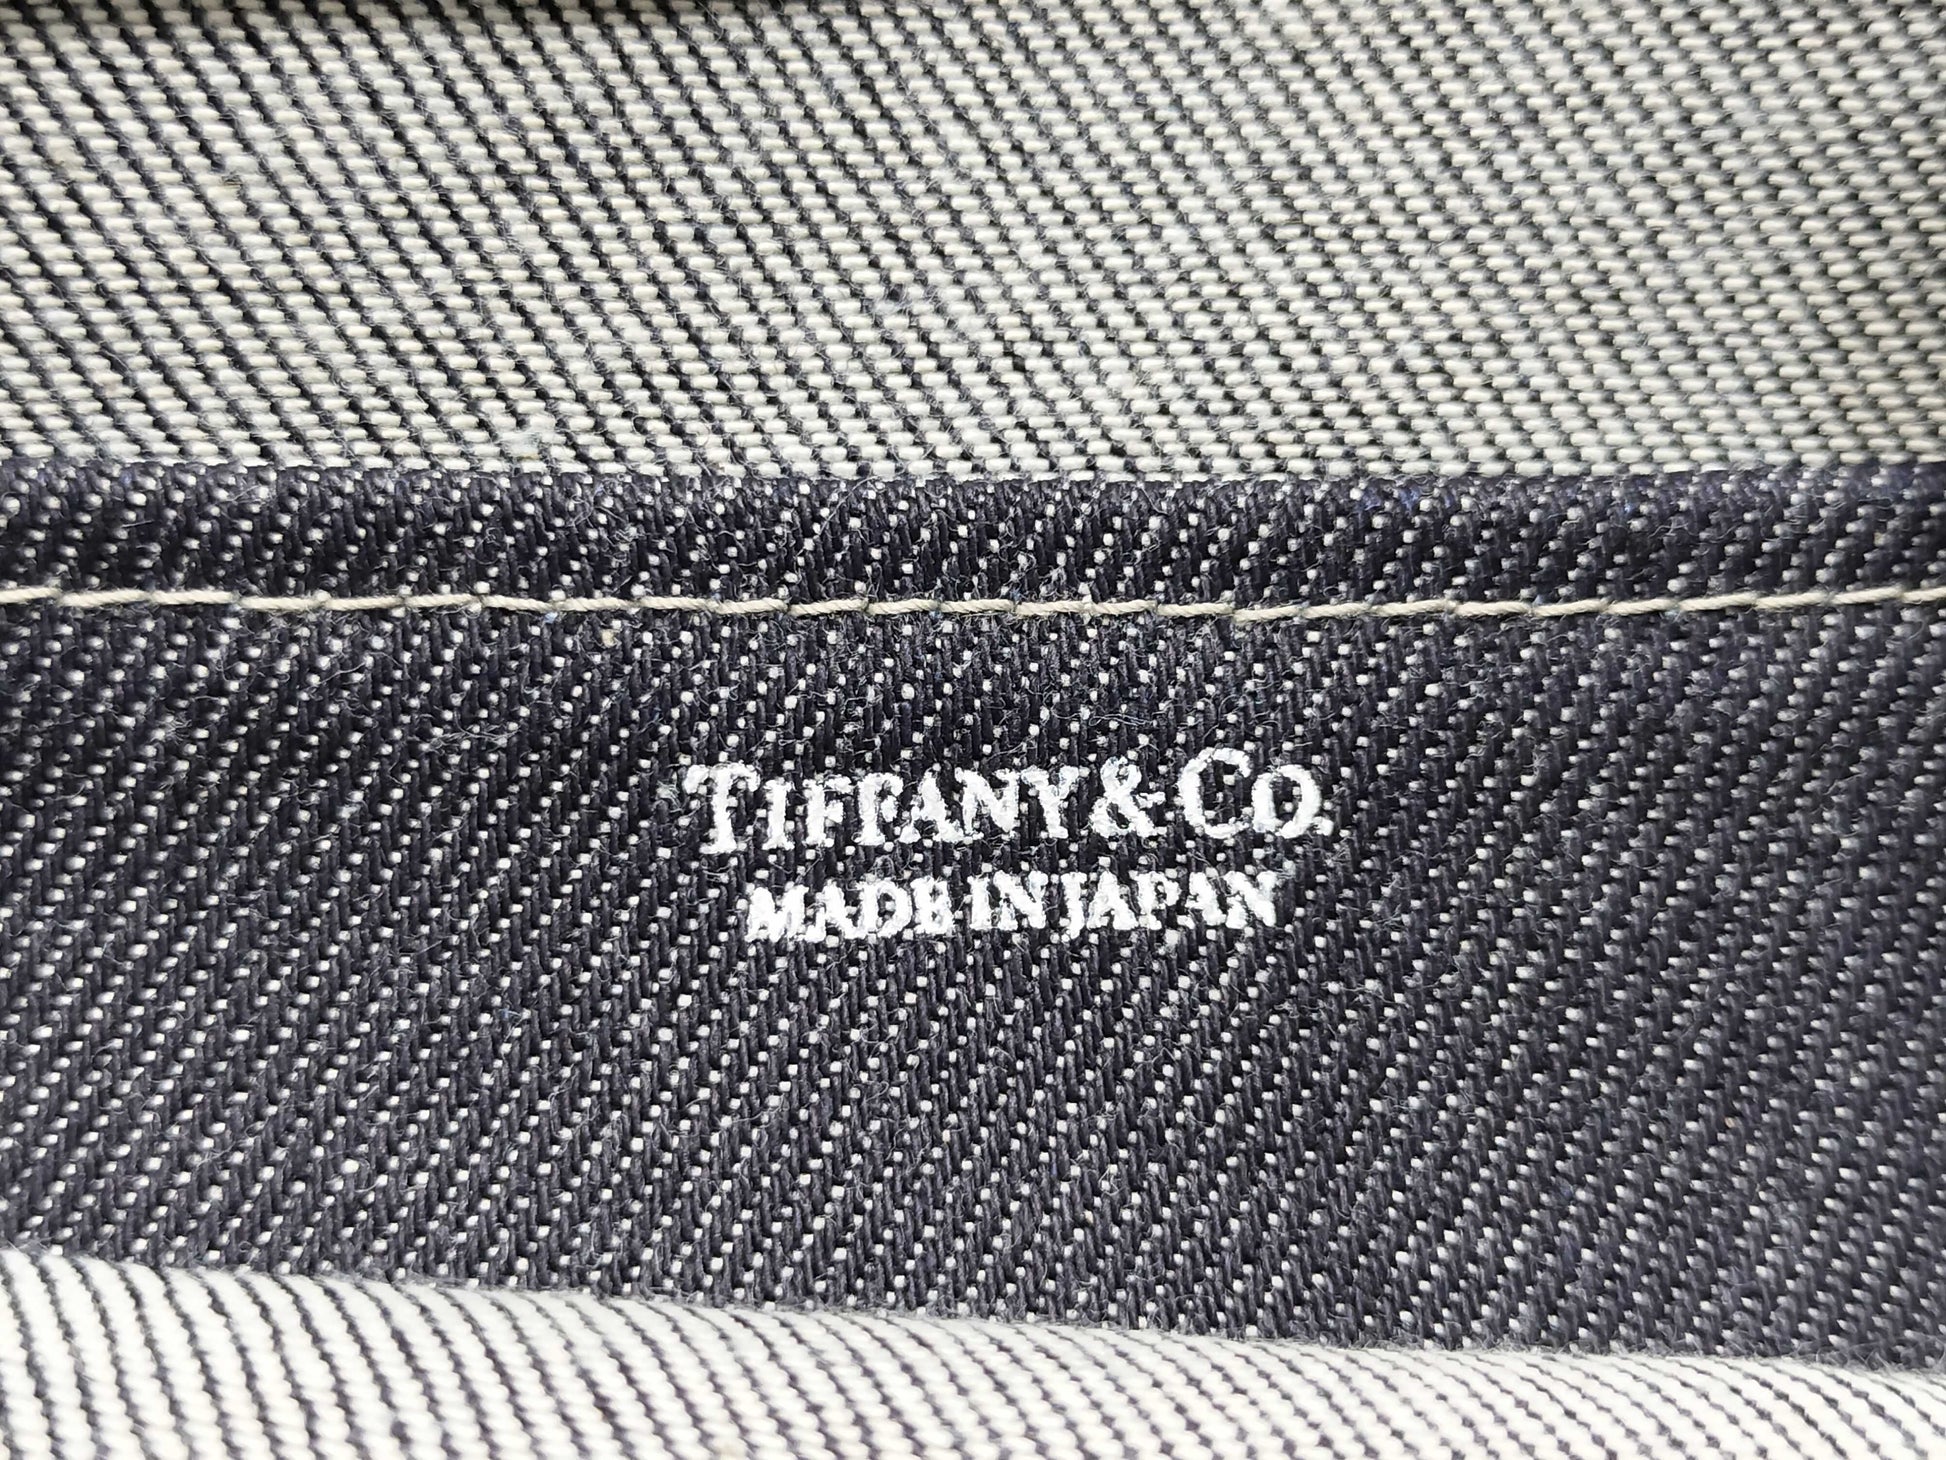 TIFFANY & CO.
MADE IN JAPAN